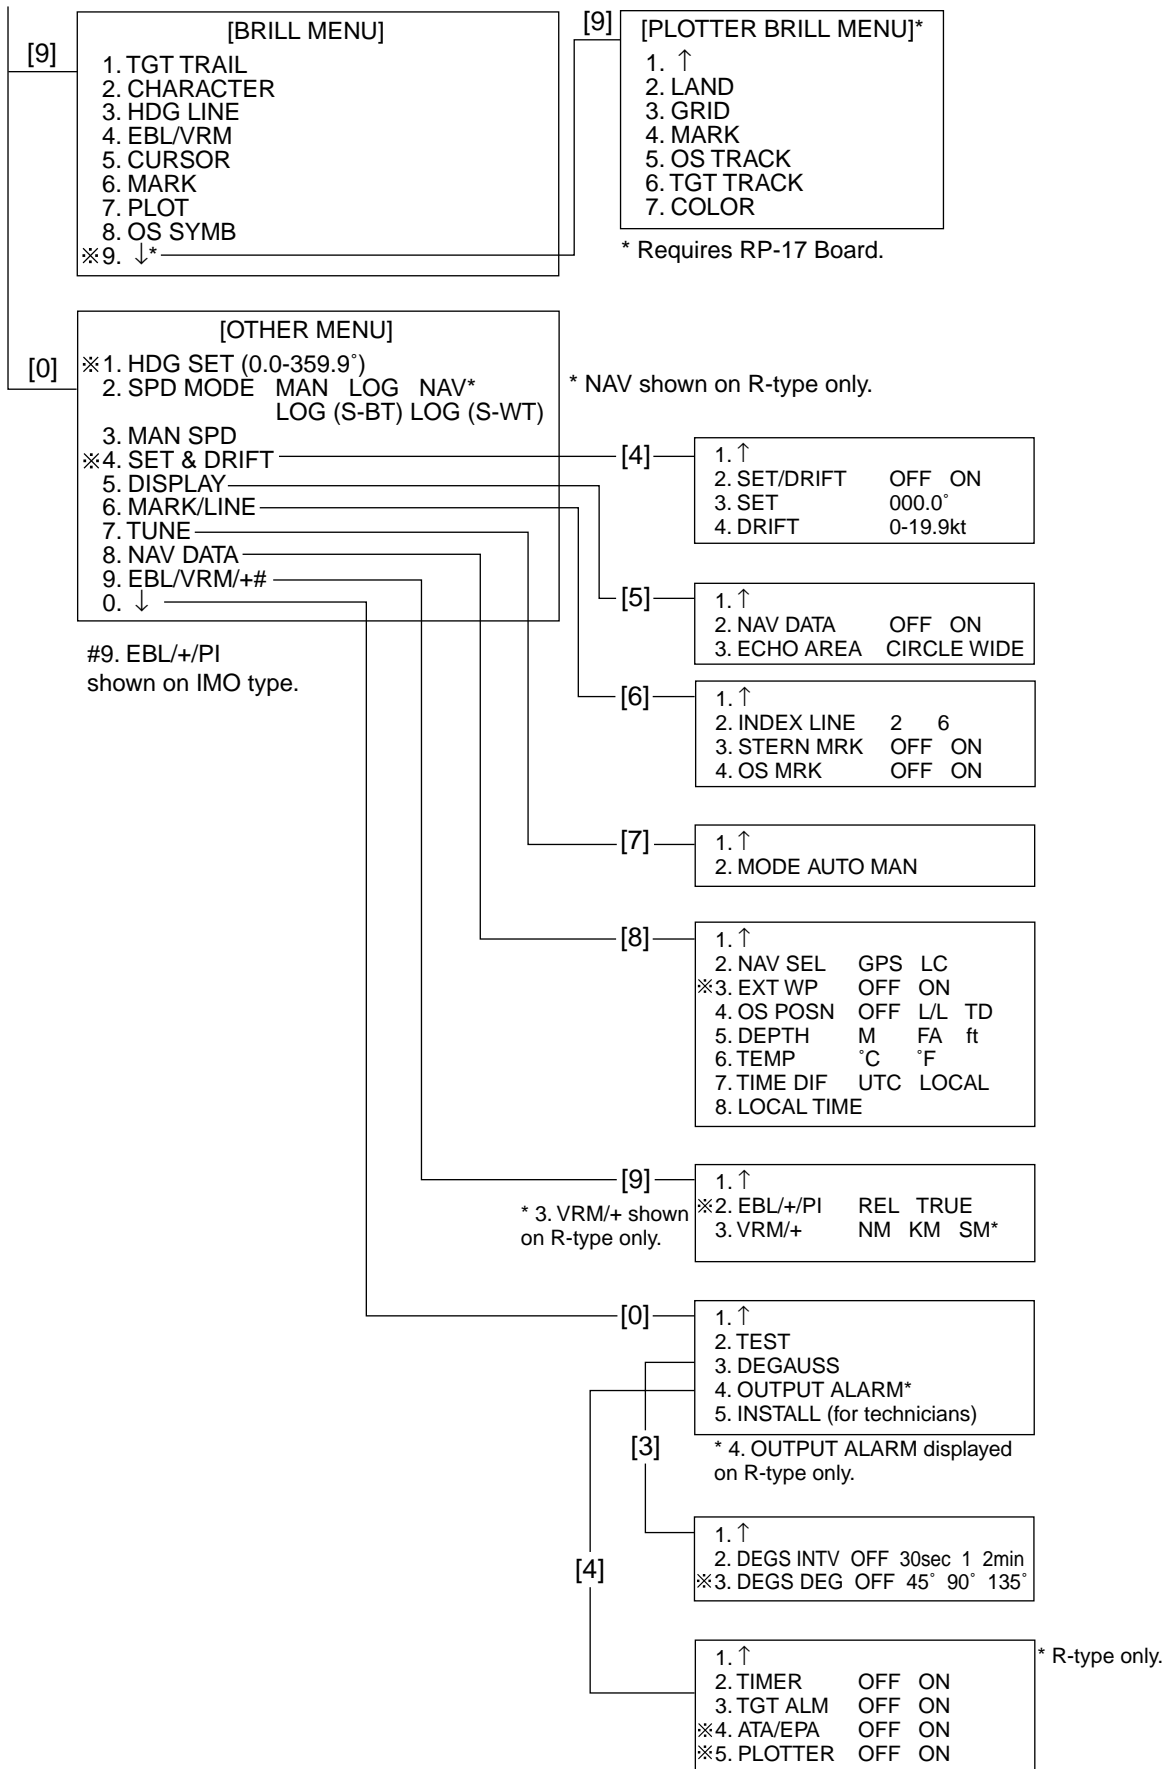 [9]
[BRILL MENU]
1. TGT TRAIL
2. CHARACTER
3. HDG LINE
4. EBL/VRM
5. CURSOR
6. MARK
7. PLOT
8. OS SYMB
※9. ↓*
[9]
[PLOTTER BRILL MENU]*
1. ↑
2. LAND
3. GRID
4. MARK
5. OS TRACK
6. TGT TRACK
7. COLOR
* Requires RP-17 Board.
[0]
[OTHER MENU]
※1. HDG SET (0.0-359.9°)
2. SPD MODE MAN LOG NAV*
LOG (S-BT) LOG (S-WT)
3. MAN SPD
※4. SET & DRIFT
5. DISPLAY
6. MARK/LINE
7. TUNE
8. NAV DATA
9. EBL/VRM/+#
0. ↓
* NAV shown on R-type only.
#9. EBL/+/PI
shown on IMO type.
[4]
1. ↑
2. SET/DRIFT OFF ON
3. SET 000.0°
4. DRIFT 0-19.9kt
[5]
1. ↑
2. NAV DATA OFF ON
3. ECHO AREA CIRCLE WIDE
[6]
1. ↑
2. INDEX LINE 2 6
3. STERN MRK OFF ON
4. OS MRK OFF ON
[7]
1. ↑
2. MODE AUTO MAN
[8]
1. ↑
2. NAV SEL GPS LC
※3. EXT WP OFF ON
4. OS POSN OFF L/L TD
5. DEPTH M FA ft
6. TEMP °C °F
7. TIME DIF UTC LOCAL
8. LOCAL TIME
[9]
* 3. VRM/+ shown
on R-type only.
1. ↑
※2. EBL/+/PI REL TRUE
3. VRM/+ NM KM SM*
[0]
1. ↑
2. TEST
3. DEGAUSS
4. OUTPUT ALARM*
5. INSTALL (for technicians)
* 4. OUTPUT ALARM displayed
on R-type only.
[3]
1. ↑
2. DEGS INTV OFF 30sec 1 2min
※3. DEGS DEG OFF 45° 90° 135°
[4]
1. ↑
2. TIMER OFF ON
3. TGT ALM OFF ON
※4. ATA/EPA OFF ON
※5. PLOTTER OFF ON
* R-type only.